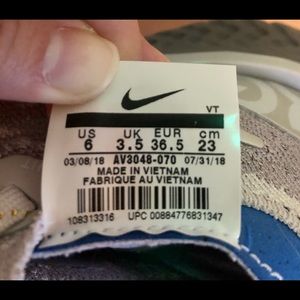 VT
US UK EUR cm
6 3.5 36.5 23
03/08/18 AV3048-070 07/31/18
MADE IN VIETNAM
FABRIQUE AU VIETNAM
108313316 UPC 00884776831347